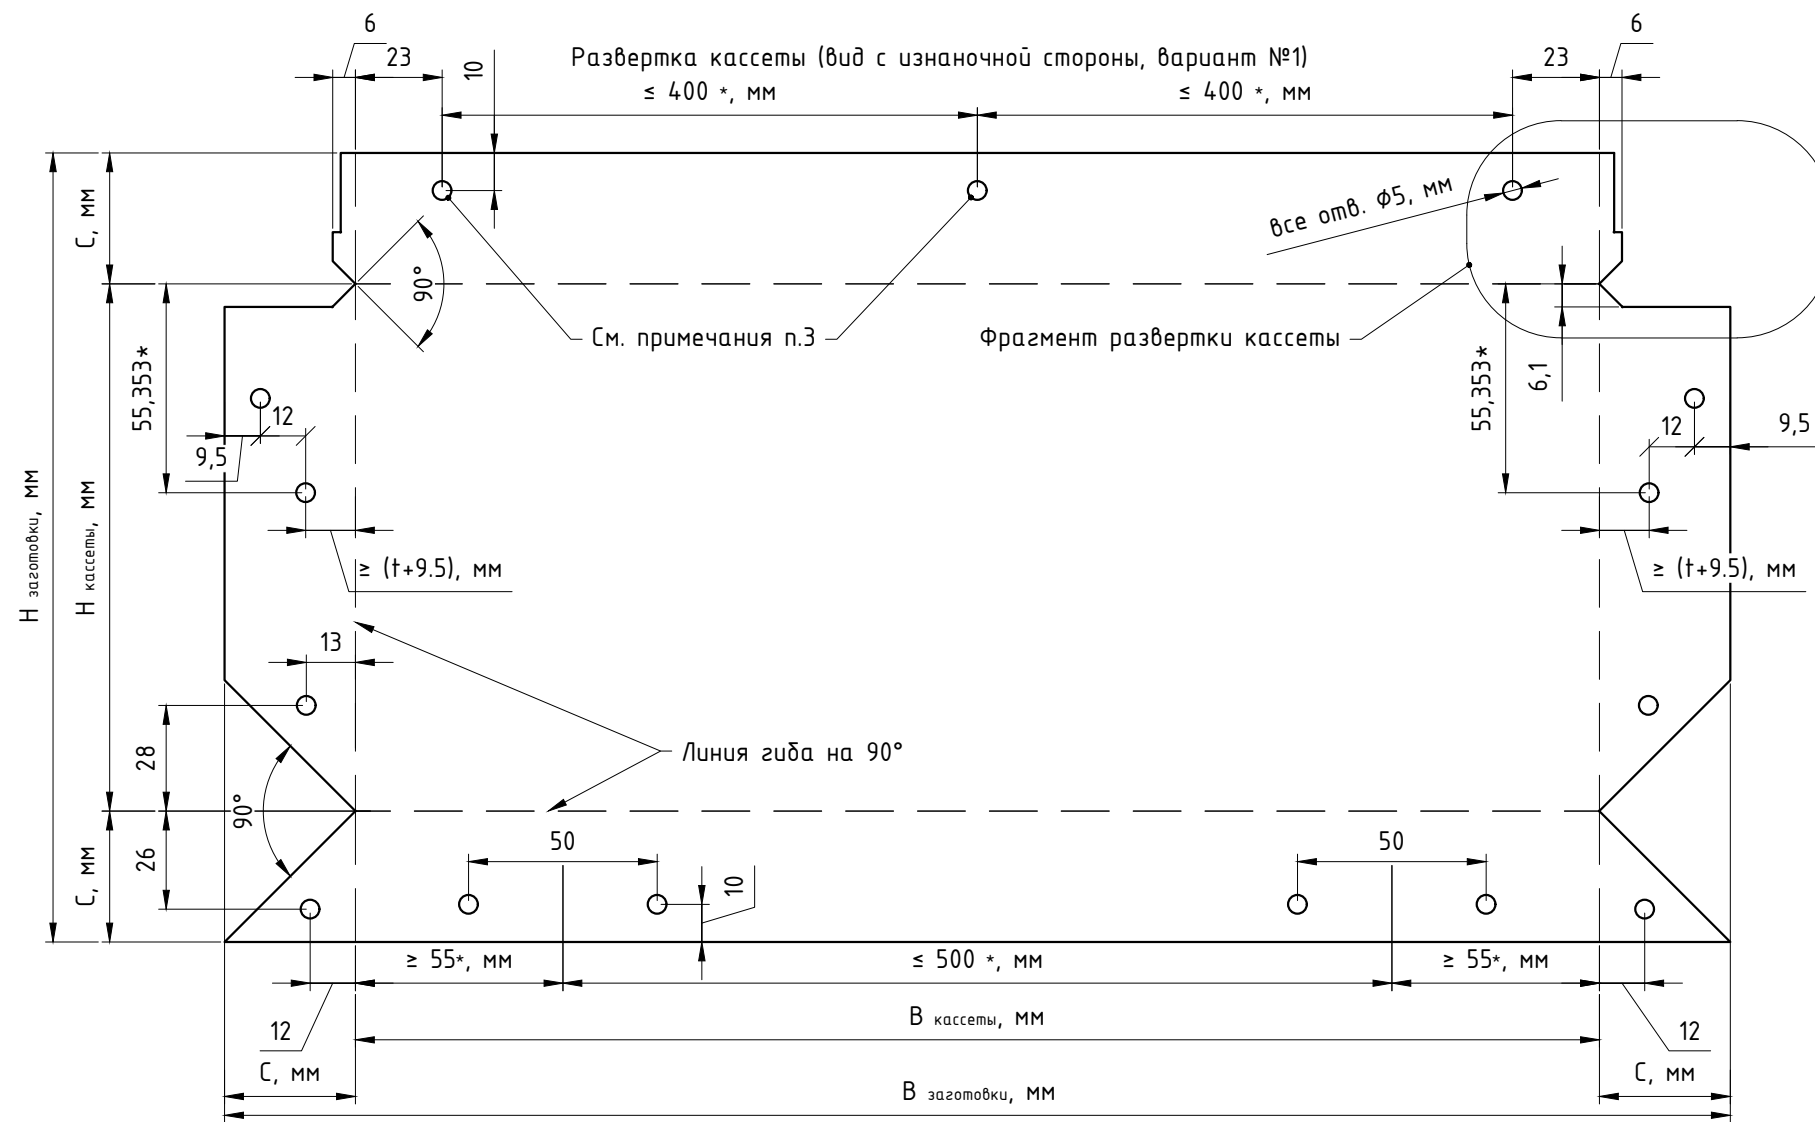 6
23
10
Развертка кассеты (вид с изнаночной стороны, вариант №1)
23
6
≤ 400 *, мм
≤ 400 *, мм
С, мм
90°
все отв. ϕ5, мм
См. примечания п.3
Фрагмент развертки кассеты
6,1
55,353*
55,353*
12
9,5
12
9,5
H заготовки, мм
H кассеты, мм
≥ (t+9.5), мм
≥ (t+9.5), мм
13
Линия гиба на 90°
28
90°
26
С, мм
50
10
50
≥ 55*, мм
≤ 500 *, мм
≥ 55*, мм
12
B кассеты, мм
12
С, мм
С, мм
B заготовки, мм